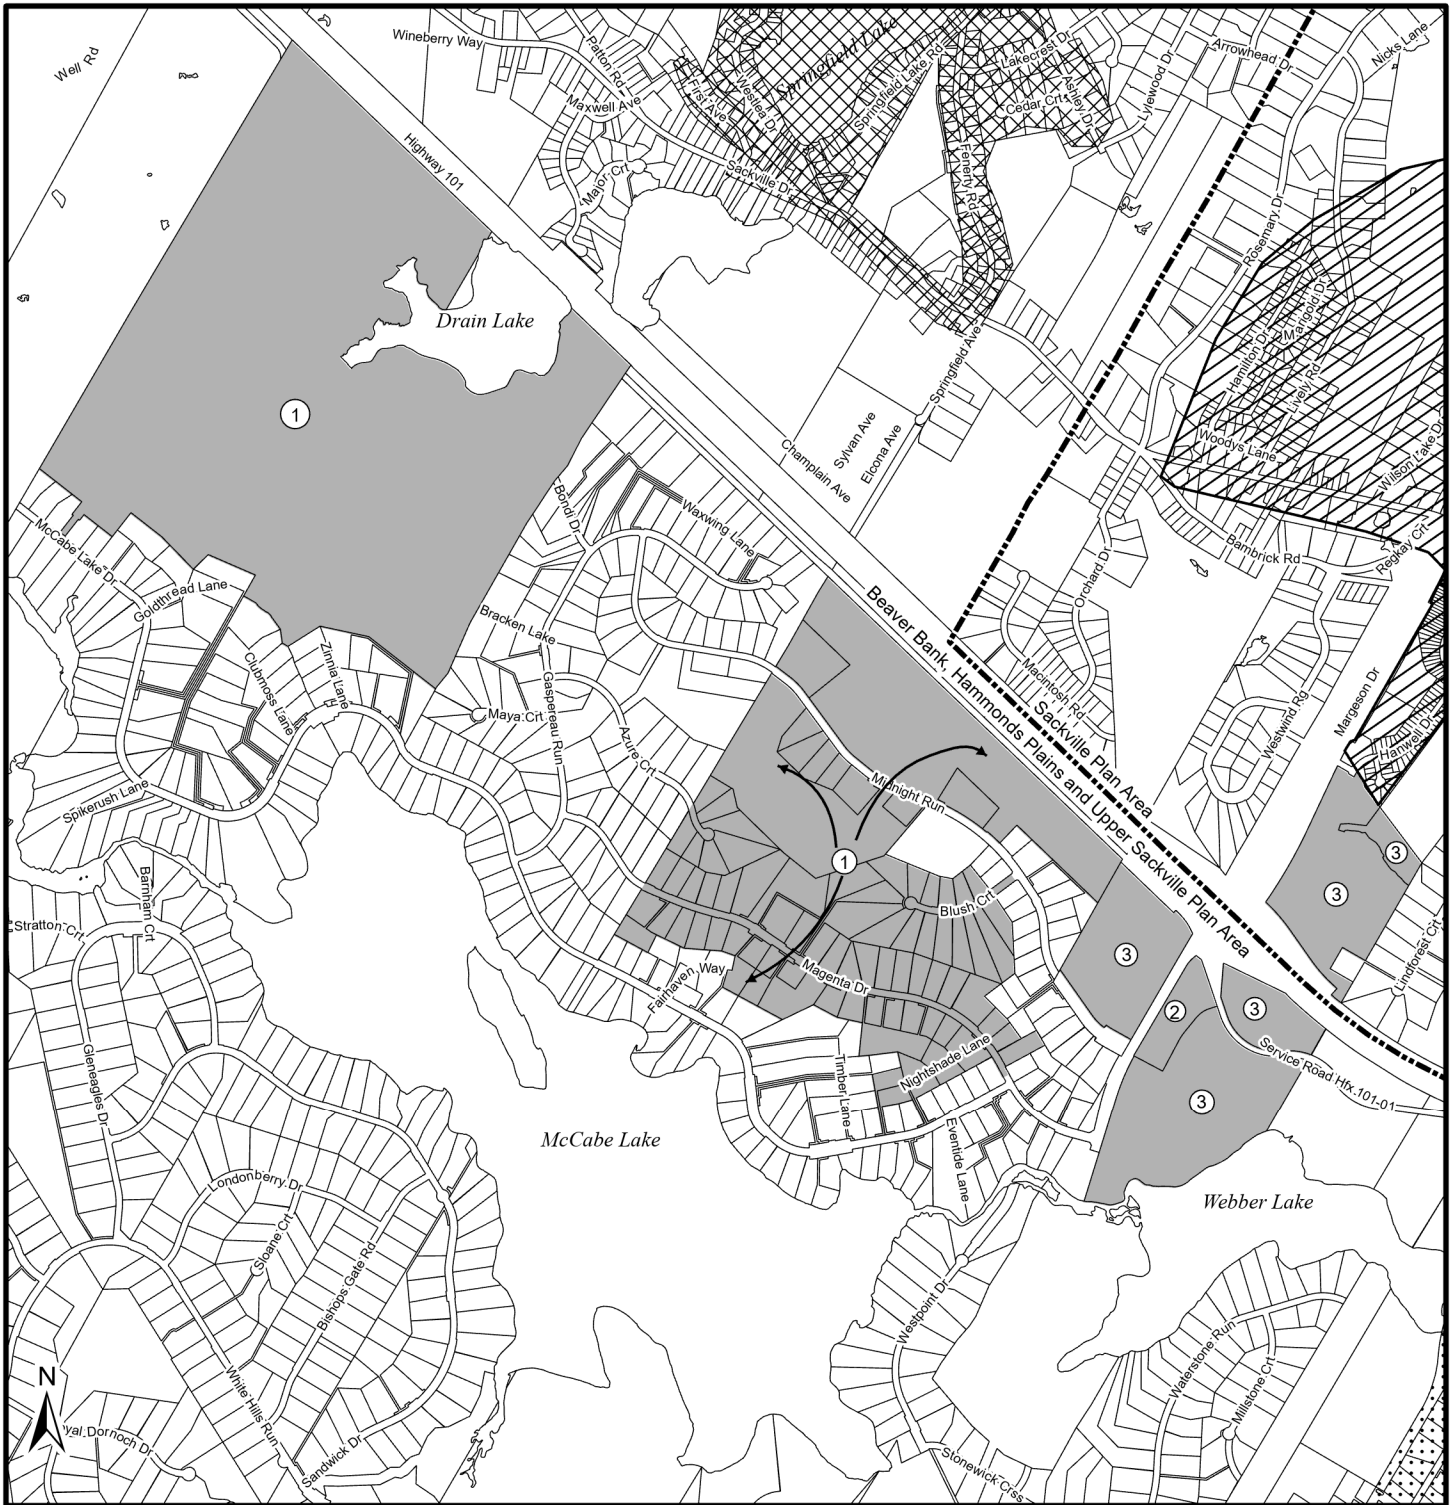 Well Rd
Wineberry Way
Patton Rd
First Ave
Westlea Dr
Springfield Lake
Springfield Lake Rd
Lakecrest Dr
Ashley Dr
Cedar Crt
Lylewood Dr
Arrowhead Dr
Nicks Lane
Maxwell Ave
Highway 101
Major Crt
Sackville Dr
Fenerty Rd
Rosemary Dr
Drain Lake
Marigold Dr
Hamilton Dr
Lively Rd
Springfield Ave
1
Sylvan Ave
Elcona Ave
Champlain Ave
Woodys Lane
Wilson Lake Dr
Bondi Dr
Waxwing Lane
McCabe Lake Dr
Goldthread Lane
Orchard Dr
Bambrick Rd
Regkay Crt
Bracken Lake
Clubmoss Lane
Zinnia Lane
Maya Crt
Gaspereau Run
Azure Crt
Macintosh Rd
Westwind Rg
Margeson Dr
Hanwell Dr
Sackville Plan Area
Beaver Bank, Hammonds Plains and Upper Sackville Plan Area
Spikerush Lane
Midnight Run
1
3
3
Barnham Crt
Stratton Crt
Blush Crt
Lindforest Crt
3
Fairhaven Way
Magenta Dr
2
3
Gleneagles Dr
Timber Lane
Nightshade Lane
Service Road Hfx 101-01
3
McCabe Lake
Eventide Lane
Webber Lake
Londonberry Dr
Sloane Crt
Bishops Gate Rd
Westpoint Dr
Waterstone Run
Millstone Crt
White Hills Run
N
yal Dornoch Dr
Sandwick Dr
Stonewick Crss